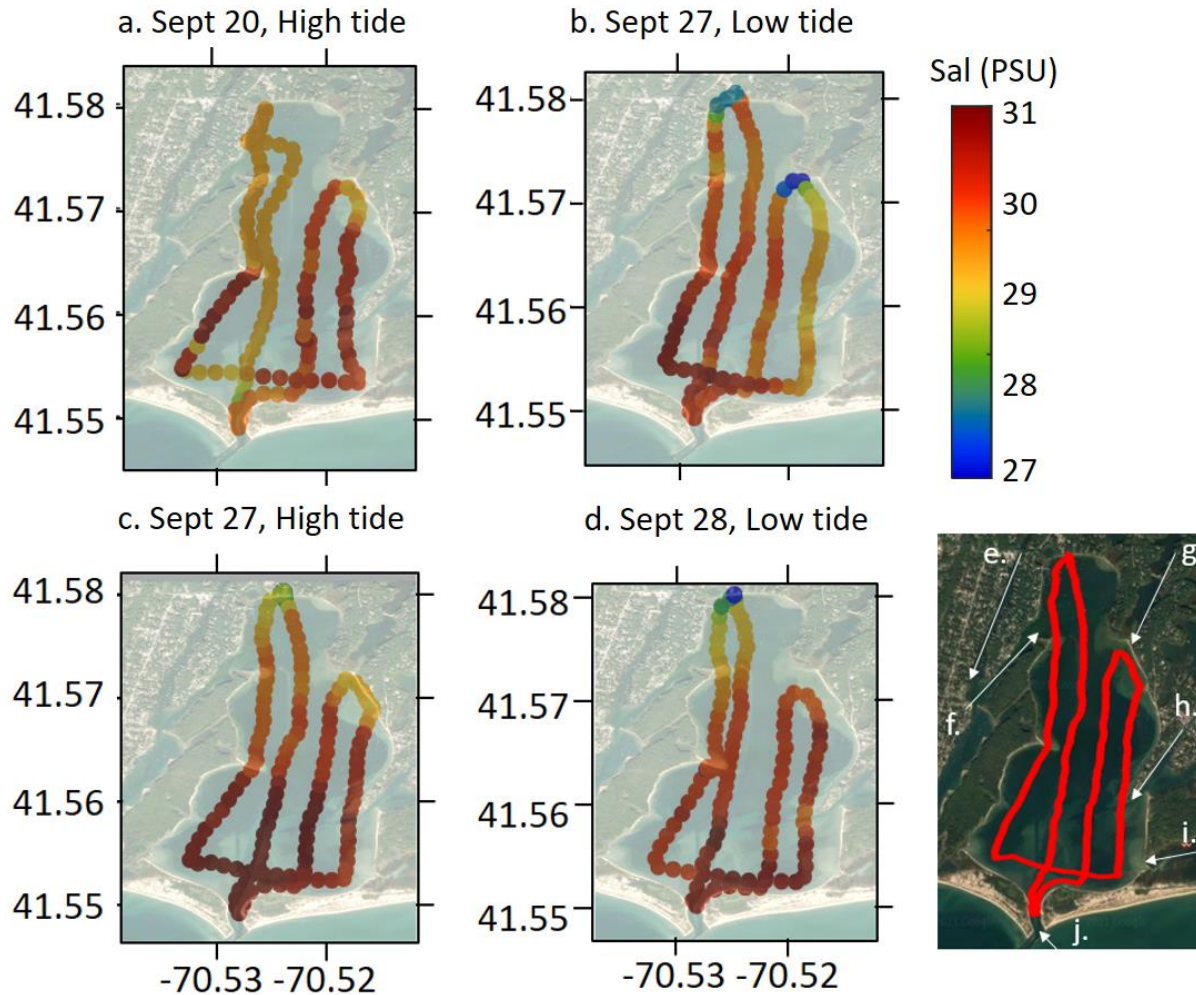 a. Sept 20, High tide
b. Sept 27, Low tide
Sal (PSU)
41.58
41.57
41.56
41.55
41.58
41.57
41.56
41.55
31
30
29
28
27
c. Sept 27, High tide
d. Sept 28, Low tide
41.58
41.57
41.56
41.55
-70.53 -70.52
41.58
41.57
41.56
41.55
-70.53 -70.52
e.
g.
f.
h.
i.
j.